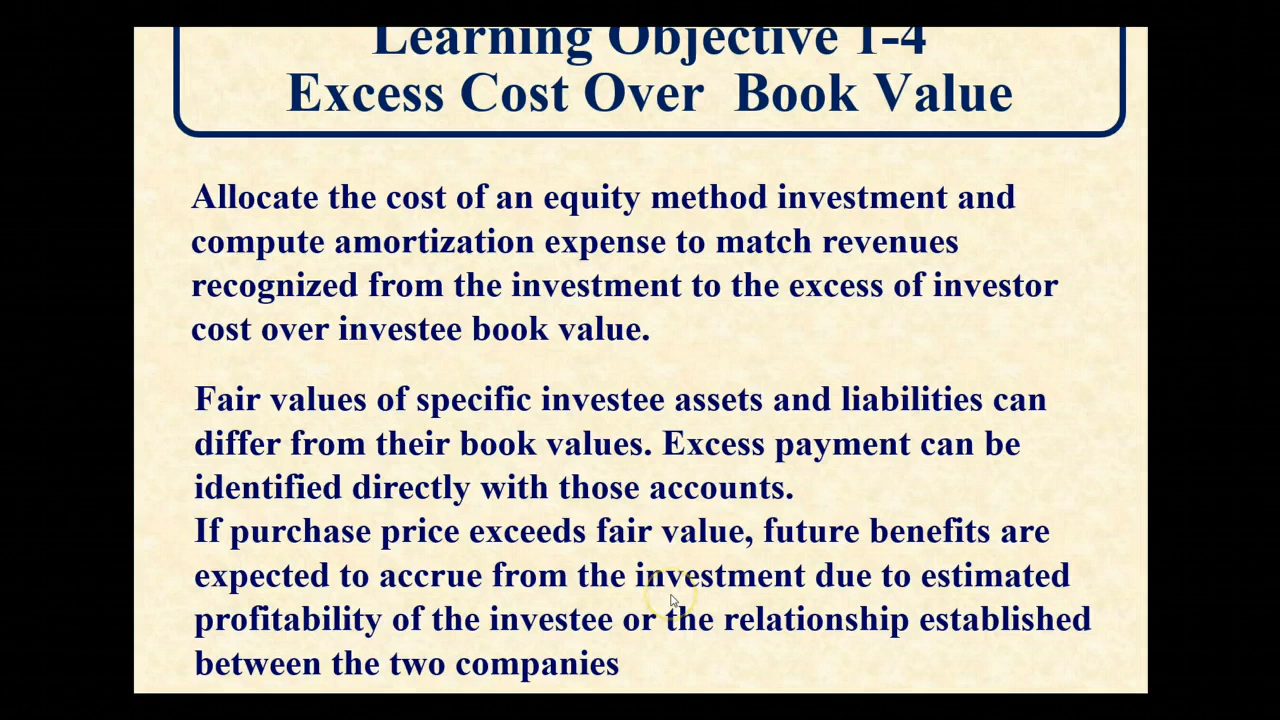 Learning Objective 1-4
Excess Cost Over Book Value
Allocate the cost of an equity method investment and
compute amortization expense to match revenues
recognized from the investment to the excess of investor
cost over investee book value.
Fair values of specific investee assets and liabilities can
differ from their book values. Excess payment can be
identified directly with those accounts.
If purchase price exceeds fair value, future benefits are
expected to accrue from the investment due to estimated
profitability of the investee or the relationship established
between the two companies